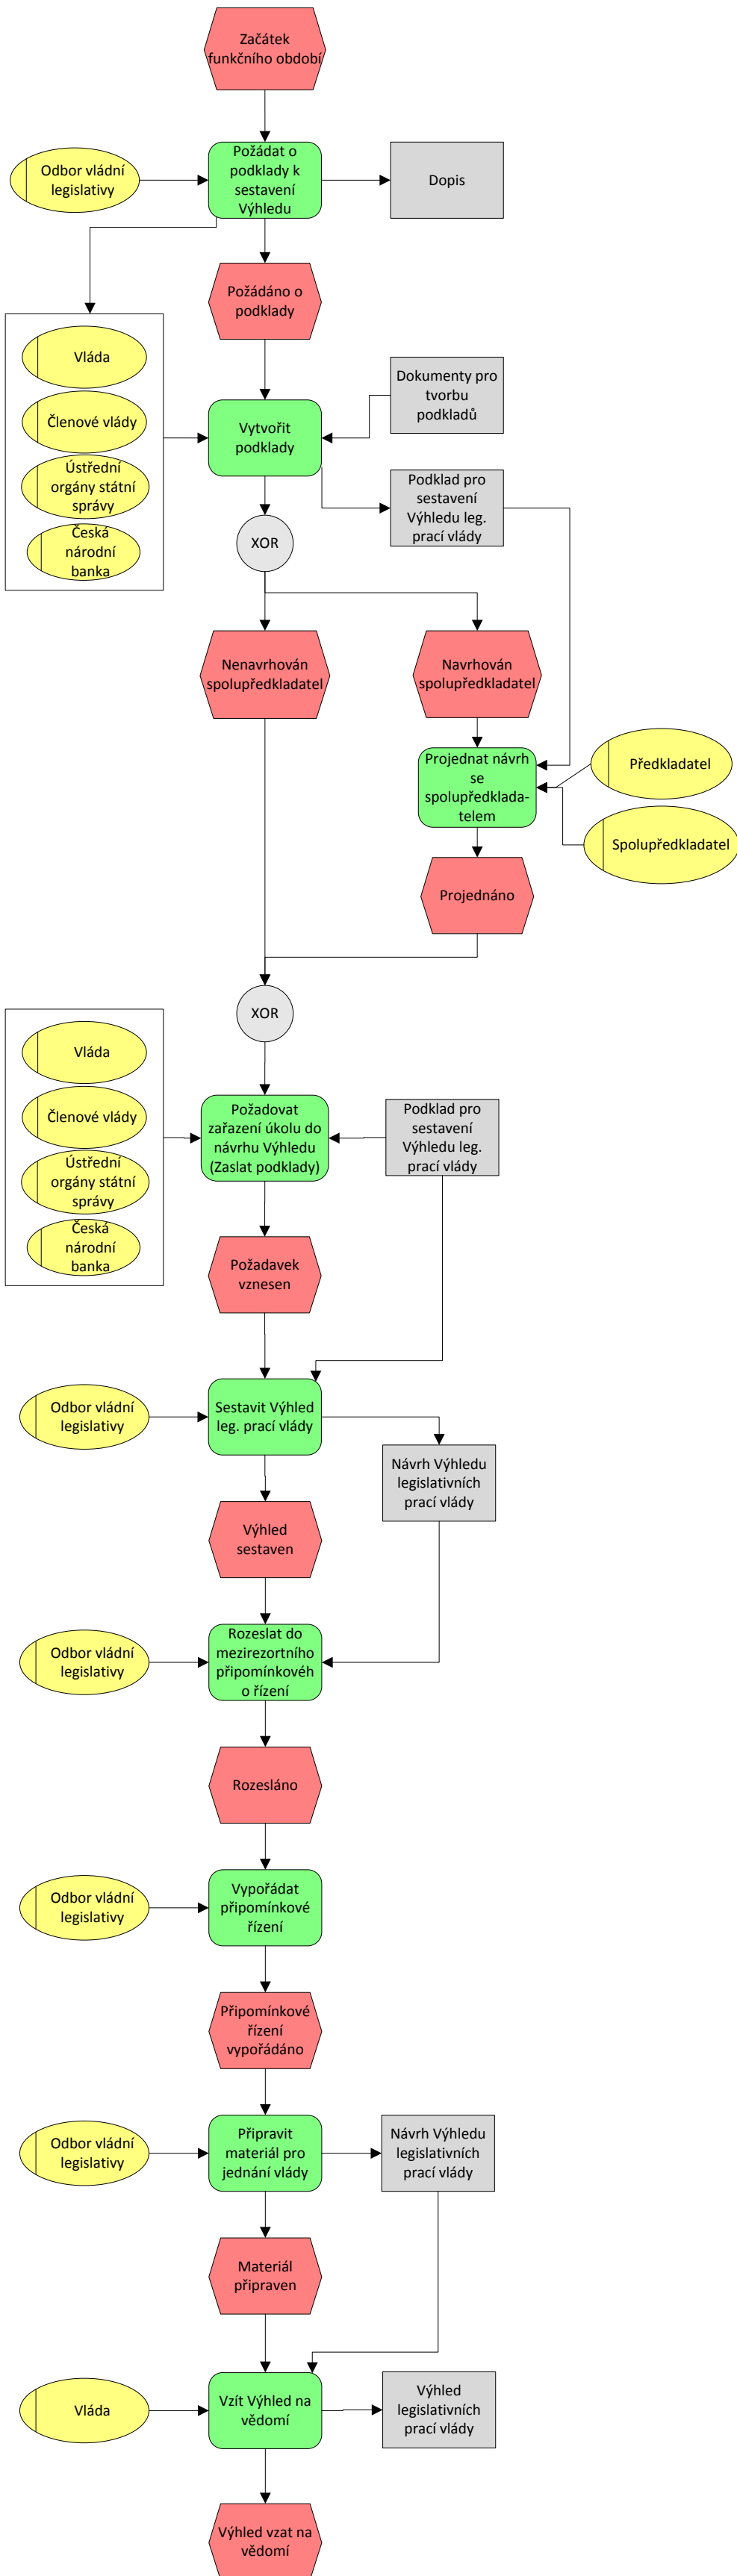 Začátek
funkčního období
Odbor vládní
legislativy
Požádat o
podklady k
sestavení
Výhledu
Dopis
Požádáno o
podklady
Vláda
Členové vlády
Ústřední
orgány státní
správy
Česká
národní
banka
Vytvořit
podklady
Dokumenty pro
tvorbu
podkladů
Podklad pro
sestavení
Výhledu leg.
prací vlády
XOR
Nenavrhován
spolupředkladatel
Navrhován
spolupředkladatel
Projednat návrh
se
spolupředklada-
telem
Předkladatel
Spolupředkladatel
Projednáno
XOR
Vláda
Členové vlády
Ústřední
orgány státní
správy
Česká
národní
banka
Požadovat
zařazení úkolu do
návrhu Výhledu
(Zaslat podklady)
Podklad pro
sestavení
Výhledu leg.
prací vlády
Požadavek
vznesen
Odbor vládní
legislativy
Sestavit Výhled
leg. prací vlády
Návrh Výhledu
legislativních
prací vlády
Výhled
sestaven
Odbor vládní
legislativy
Rozeslat do
mezirezortního
připomínkovéh
o řízení
Rozesláno
Odbor vládní
legislativy
Vypořádat
připomínkové
řízení
Připomínkové
řízení
vypořádáno
Odbor vládní
legislativy
Připravit
materiál pro
jednání vlády
Návrh Výhledu
legislativních
prací vlády
Materiál
připraven
Vláda
Vzít Výhled na
vědomí
Výhled
legislativních
prací vlády
Výhled vzat na
vědomí